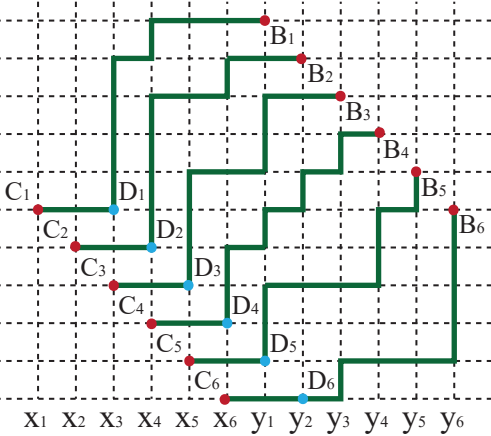 B₁
B₂
B₃
B₄
C₁ D₁ B₅
C₂ D₂ B₆
C₃ D₃
C₄ D₄
C₅ D₅
C₆ D₆
x₁ x₂ x₃ x₄ x₅ x₆ y₁ y₂ y₃ y₄ y₅ y₆